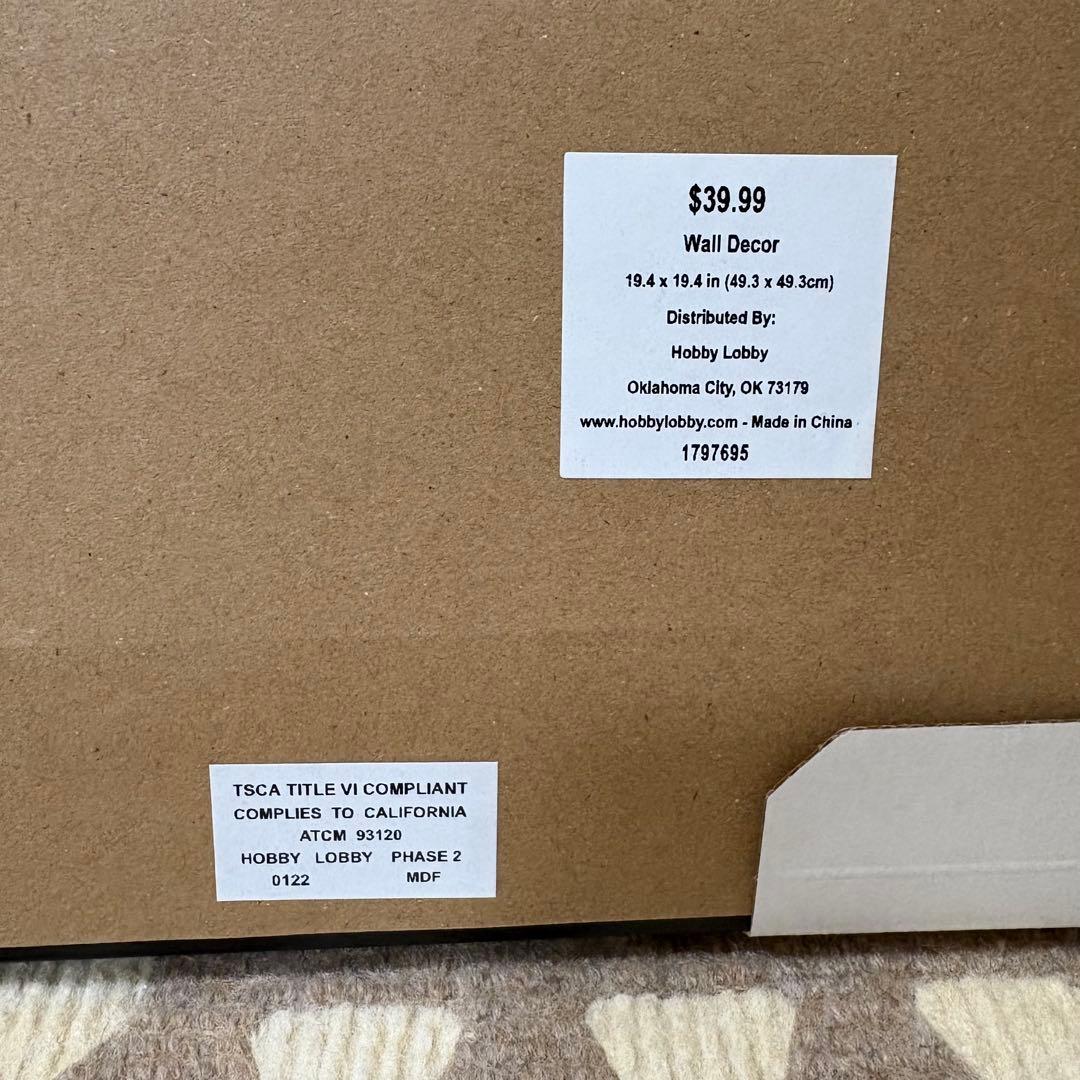 $39.99
Wall Decor
19.4 x 19.4 in (49.3 x 49.3cm)
Distributed By:
Hobby Lobby
Oklahoma City, OK 73179
www.hobbylobby.com - Made in China
1797695
TSCA TITLE VI COMPLIANT
COMPLIES TO CALIFORNIA
ATCM 93120
HOBBY LOBBY PHASE 2
0122 MDF